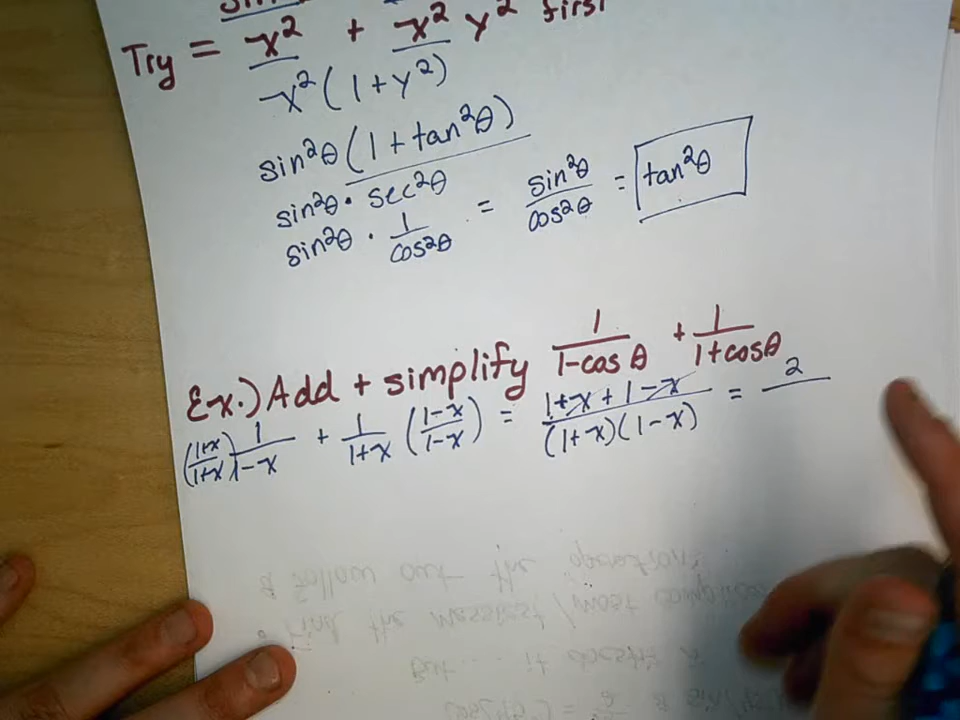 Try = x² + x² y² first
x²(1+y²)
sin²θ(1+tan²θ)
sin²θ · sec²θ
sin²θ · 1/cos²θ = sin²θ/cos²θ = tan²θ
Ex.) Add + simplify 1/(1-cosθ) + 1/(1+cosθ)
((1+x)/(1+x)) 1/(1-x) + 1/(1+x) ((1-x)/(1-x)) = (1+x+1-x)/((1+x)(1-x)) = 2